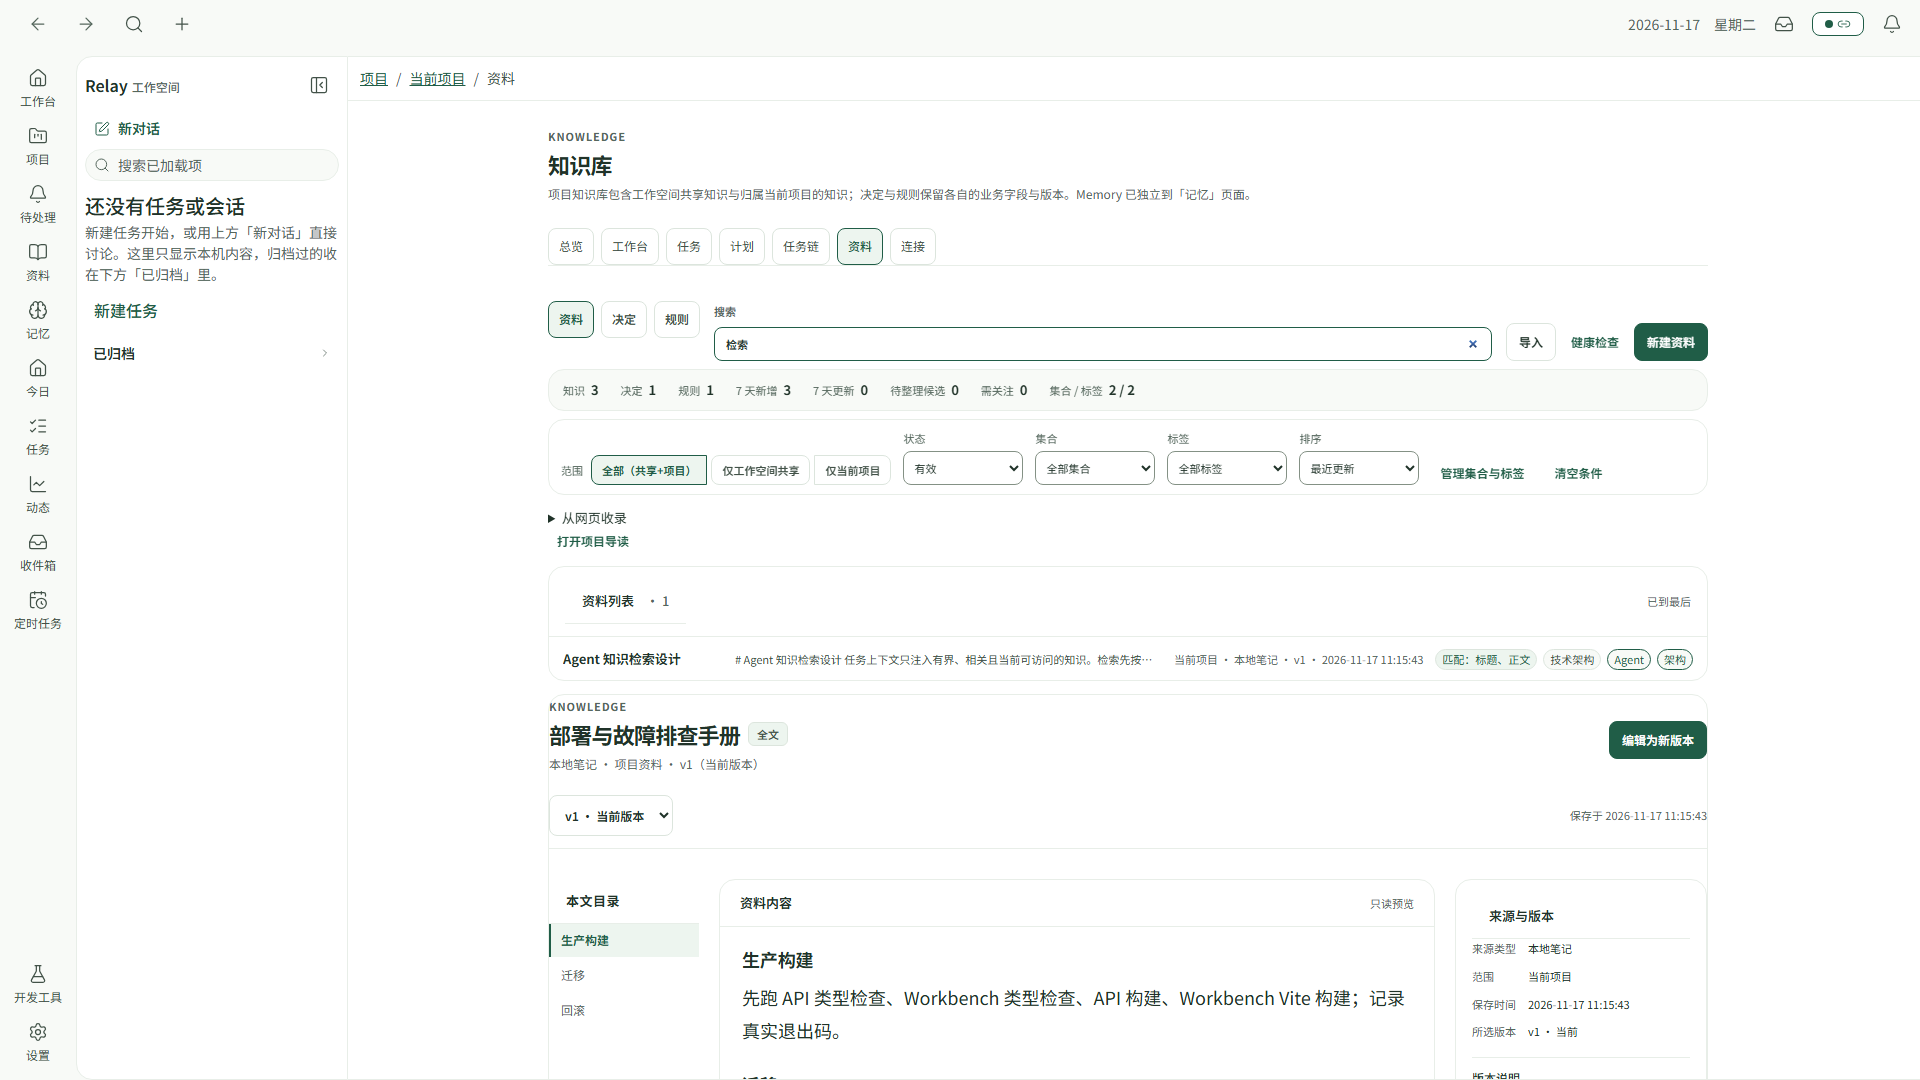 2026-11-17 星期二
工作台
项目
待处理
资料
记忆
今日
任务
动态
收件箱
定时任务
开发工具
设置
Relay 工作空间
新对话
搜索已加载项
还没有任务或会话
新建任务开始，或用上方「新对话」直接
讨论。这里只显示本机内容，归档过的收
在下方「已归档」里。
新建任务
已归档
项目 / 当前项目 / 资料
KNOWLEDGE
知识库
项目知识库包含工作空间共享知识与归属当前项目的知识；决定与规则保留各自的业务字段与版本。Memory 已独立到「记忆」页面。
总览 工作台 任务 计划 任务链 资料 连接
资料 决定 规则
搜索
检索
导入 健康检查 新建资料
知识 3 决定 1 规则 1 7 天新增 3 7 天更新 0 待整理候选 0 需关注 0 集合 / 标签 2 / 2
范围 全部（共享+项目） 仅工作空间共享 仅当前项目
状态
有效
集合
全部集合
标签
全部标签
排序
最近更新
管理集合与标签 清空条件
从网页收录
打开项目导读
资料列表 · 1 已到最后
Agent 知识检索设计 # Agent 知识检索设计 任务上下文只注入有界、相关且当前可访问的知识。检索先按… 当前项目 · 本地笔记 · v1 · 2026-11-17 11:15:43 匹配：标题、正文 技术架构 Agent 架构
KNOWLEDGE
部署与故障排查手册 全文
编辑为新版本
本地笔记 · 项目资料 · v1（当前版本）
v1 · 当前版本 保存于 2026-11-17 11:15:43
本文目录
生产构建
迁移
回滚
资料内容 只读预览
生产构建
先跑 API 类型检查、Workbench 类型检查、API 构建、Workbench Vite 构建；记录
真实退出码。
来源与版本
来源类型 本地笔记
范围 当前项目
保存时间 2026-11-17 11:15:43
所选版本 v1 · 当前
版本说明